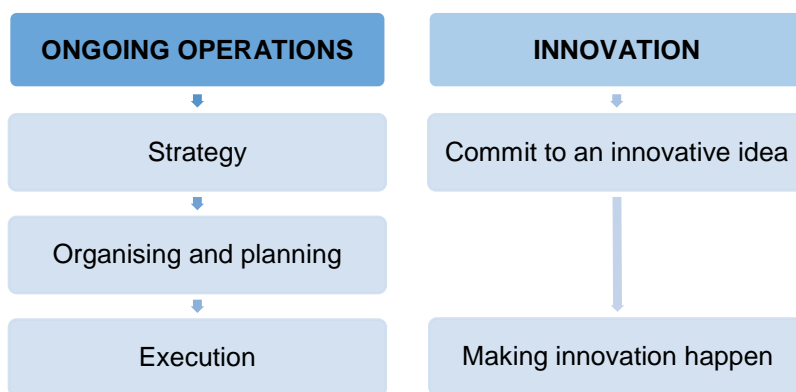 ONGOING OPERATIONS
Strategy
Organising and planning
Execution
INNOVATION
Commit to an innovative idea
Making innovation happen